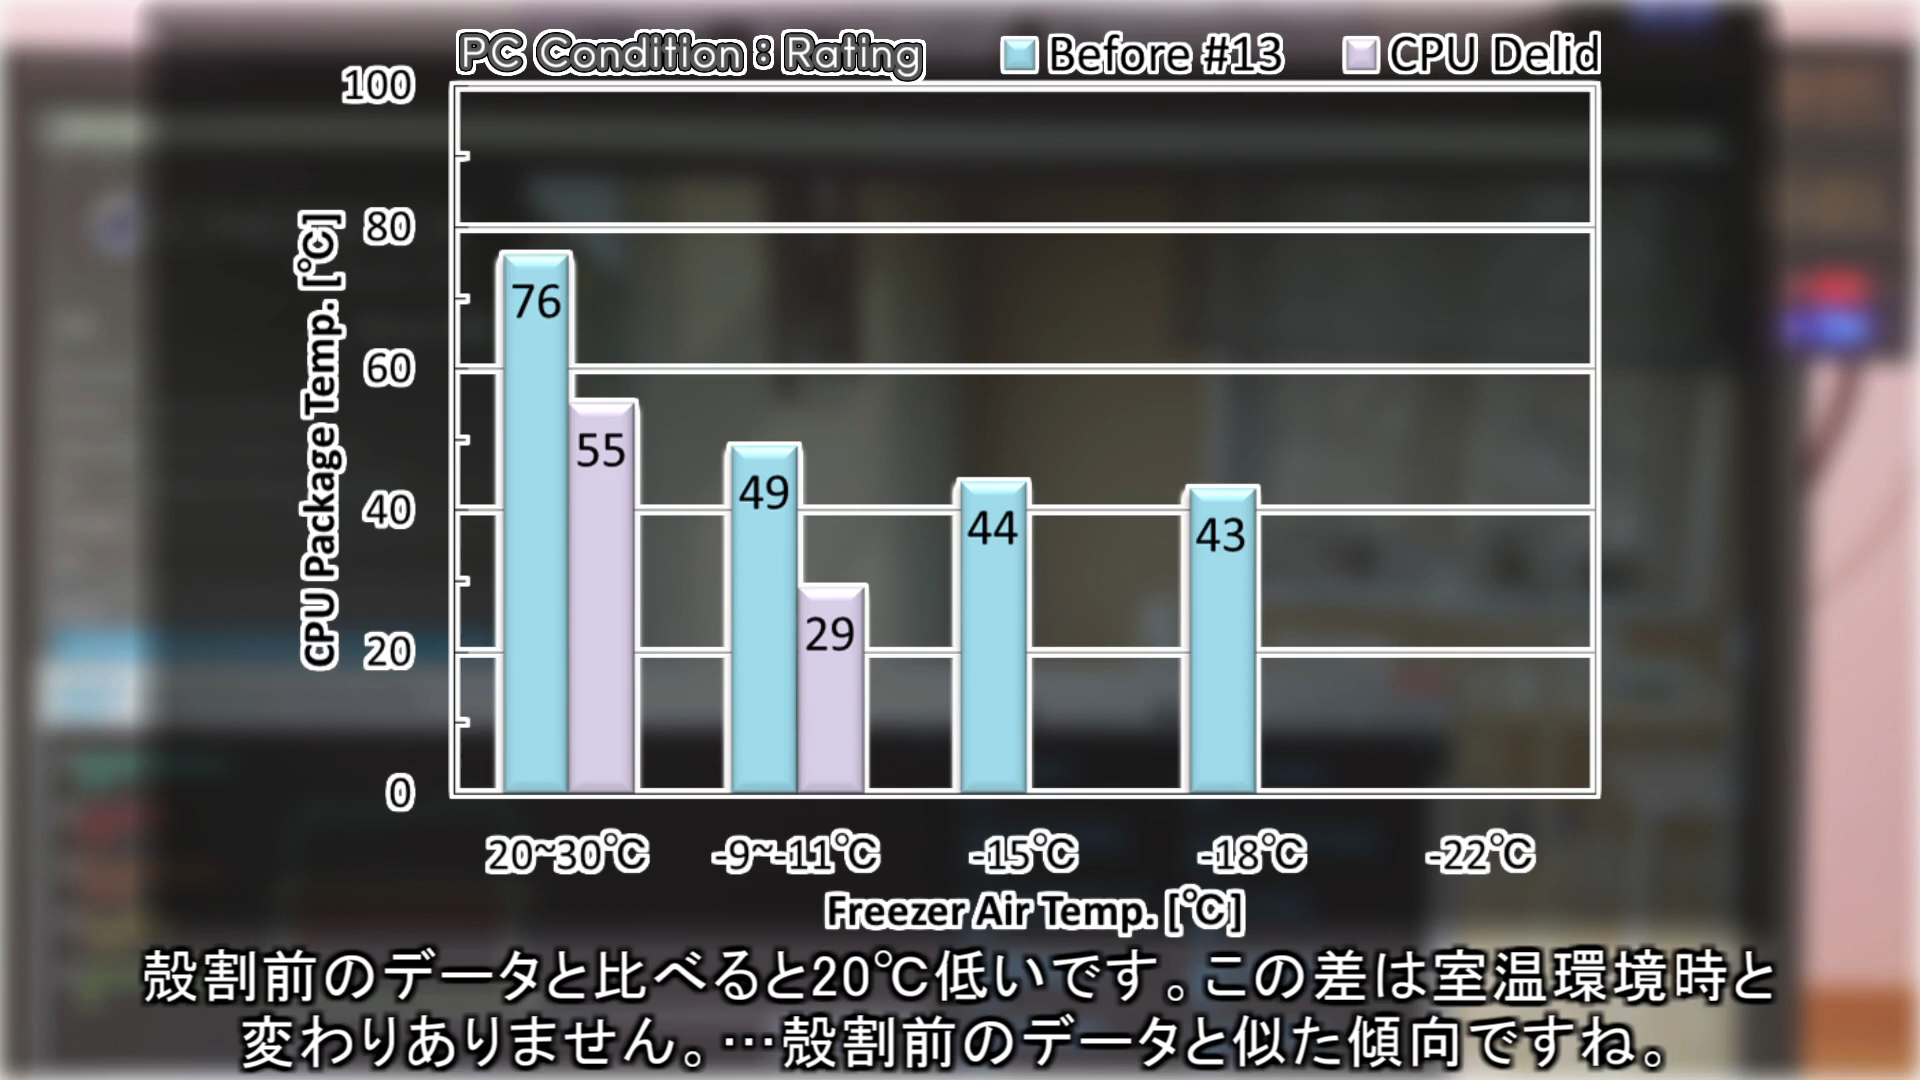 PC Condition : Rating
Before #13
CPU Delid
100
80
60
40
20
0
CPU Package Temp. [℃]
76
55
49
29
44
43
20~30℃
-9~-11℃
-15℃
-18℃
-22℃
Freezer Air Temp. [℃]
殻割前のデータと比べると20℃低いです。この差は室温環境時と
変わりありません。…殻割前のデータと似た傾向ですね。